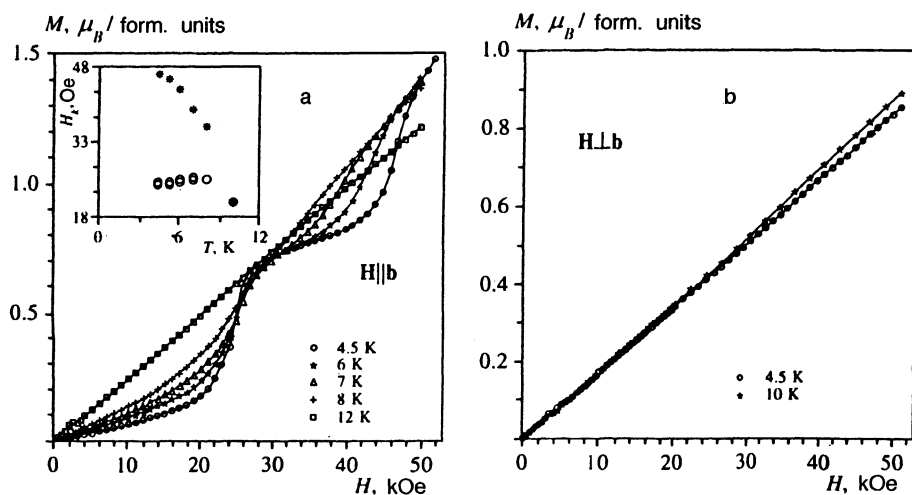 M, μB/ form. units
1.5
1.0
0.5
0
0
10
20
30
40
50
H, kOe
a
H||b
4.5 K
6 K
7 K
8 K
12 K
Hk, Oe
48
33
18
0
6
12
T, K
M, μB/ form. units
1.0
0.8
0.6
0.4
0.2
0
10
20
30
40
50
H, kOe
b
H⊥b
4.5 K
10 K